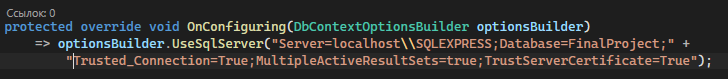 Ссылок: 0
protected override void OnConfiguring(DbContextOptionsBuilder optionsBuilder)
=> optionsBuilder.UseSqlServer("Server=localhost\\SQLEXPRESS;Database=FinalProject;" +
"Trusted_Connection=True;MultipleActiveResultSets=true;TrustServerCertificate=True");